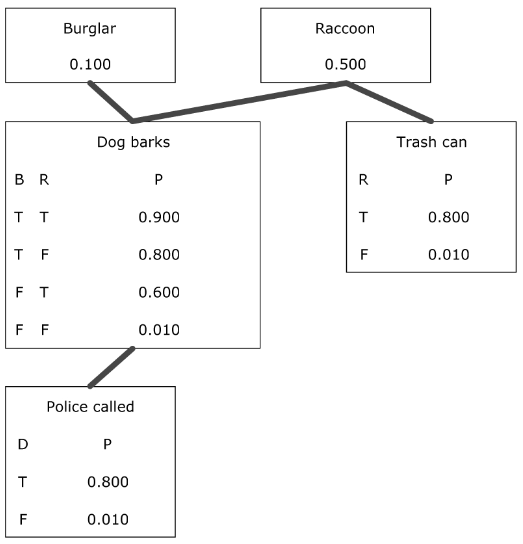 Burglar
0.100
Raccoon
0.500
Dog barks
B R P
T T 0.900
T F 0.800
F T 0.600
F F 0.010
Trash can
R P
T 0.800
F 0.010
Police called
D P
T 0.800
F 0.010